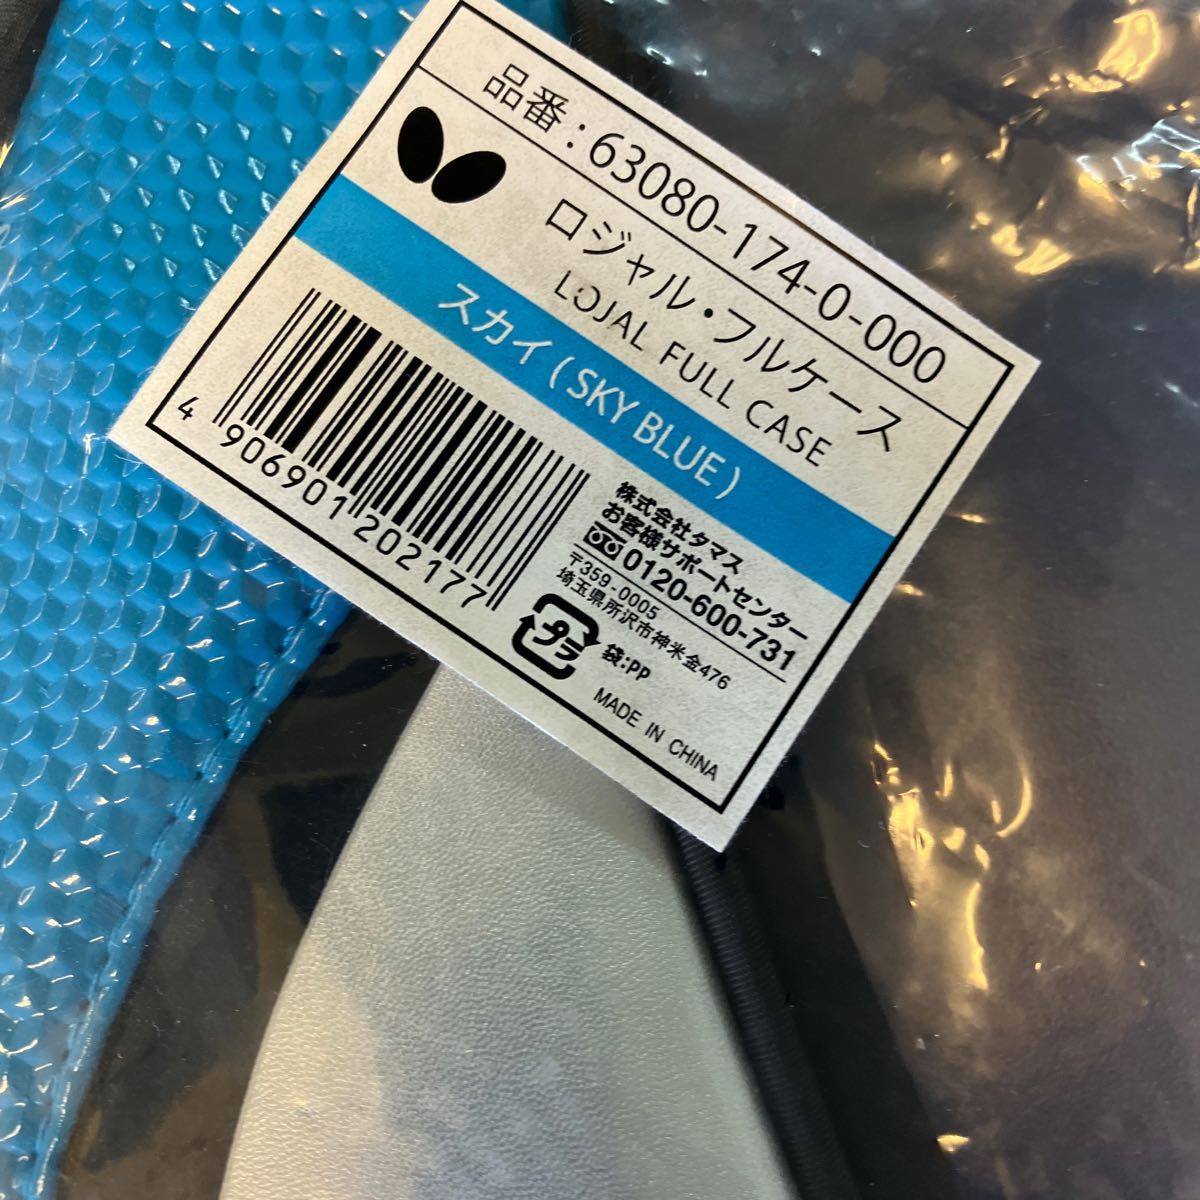 品番：63080-174-0-000
ロジャル・フルケース
LOJAL FULL CASE
スカイ（SKY BLUE）
4 906901 202177
株式会社タマス
お客様サポートセンター
0120-600-731
〒359-0005
埼玉県所沢市神米金476
プラ
袋:PP
MADE IN CHINA